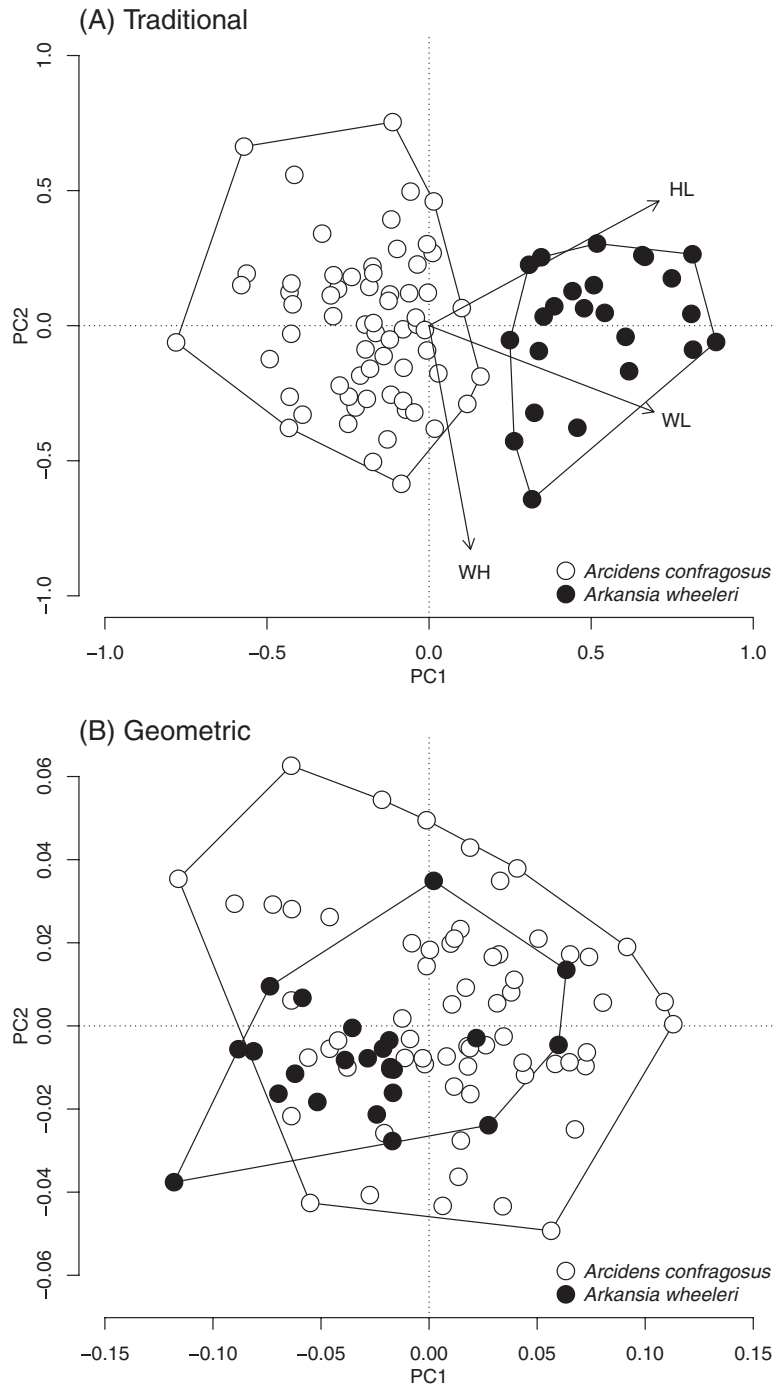 (A) Traditional
1.0
0.5
0.0
−0.5
−1.0
PC2
HL
WL
WH
Arcidens confragosus
Arkansia wheeleri
−1.0 −0.5 0.0 0.5 1.0
PC1
(B) Geometric
0.06
0.04
0.02
0.00
−0.02
−0.04
−0.06
PC2
Arcidens confragosus
Arkansia wheeleri
−0.15 −0.10 −0.05 0.00 0.05 0.10 0.15
PC1